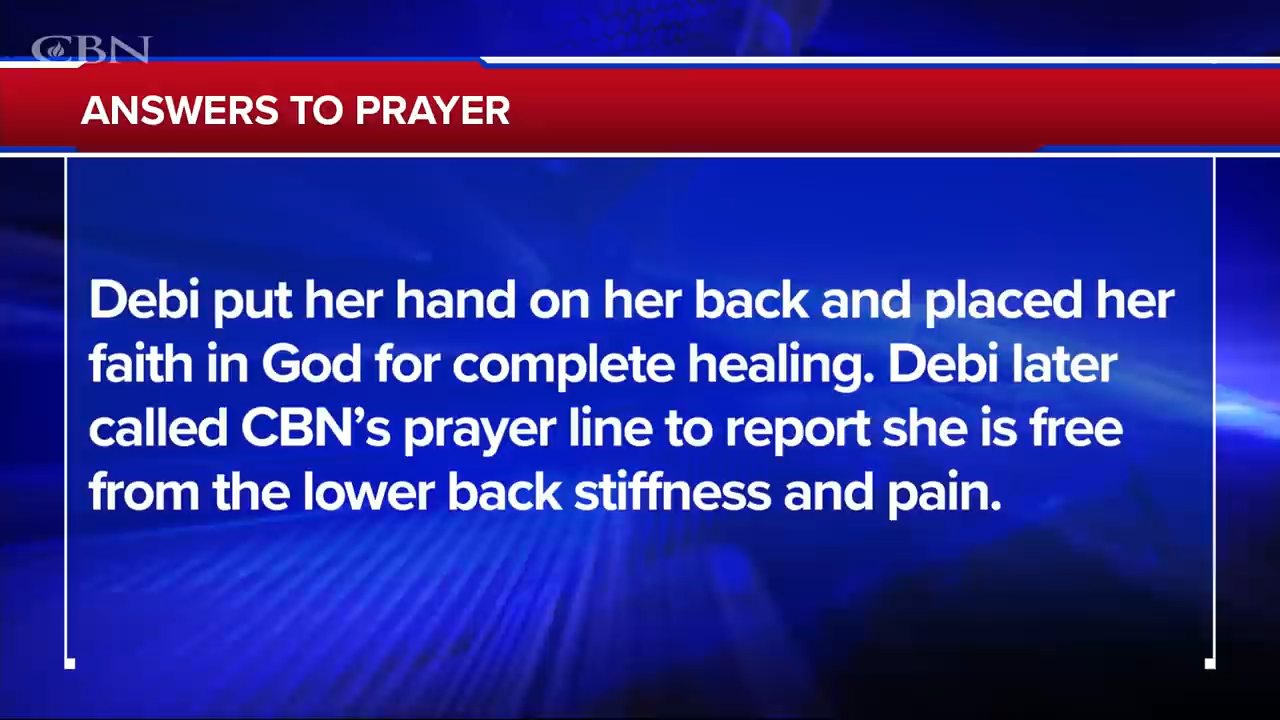 CBN
ANSWERS TO PRAYER
Debi put her hand on her back and placed her
faith in God for complete healing. Debi later
called CBN’s prayer line to report she is free
from the lower back stiffness and pain.